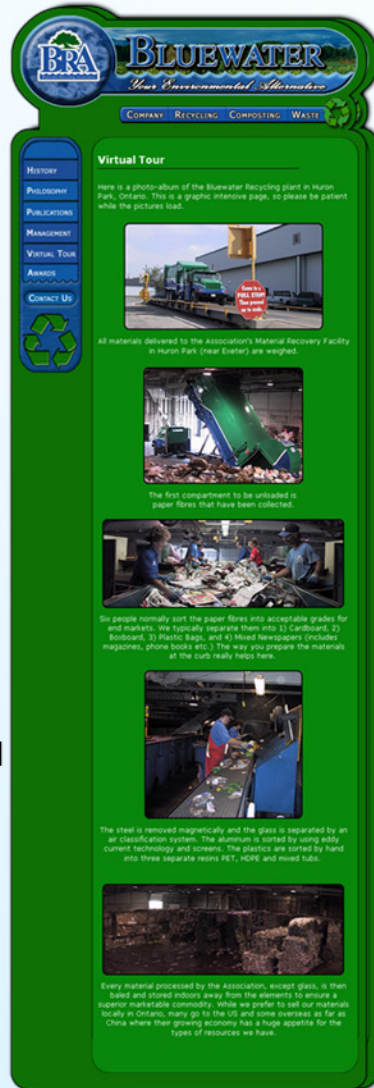 BRA
BLUEWATER
Your Environmental Alternative
COMPANY RECYCLING COMPOSTING WASTE
HISTORY
PHILOSOPHY
PUBLICATIONS
MANAGEMENT
VIRTUAL TOUR
AWARDS
CONTACT US
Virtual Tour
Here is a photo-album of the Bluewater Recycling plant in Huron
Park, Ontario. This is a graphic intensive page, so please be patient
while the pictures load.
Come to a
FULL STOP!
Then proceed
on to scale.
All materials delivered to the Association's Material Recovery Facility
in Huron Park (near Exeter) are weighed.
The first compartment to be unloaded is
paper fibres that have been collected.
Six people normally sort the paper fibres into acceptable grades for
end markets. We typically separate them into 1) Cardboard, 2)
Boxboard, 3) Plastic Bags, and 4) Mixed Newspapers (includes
magazines, phone books etc.) The way you prepare the materials
at the curb really helps here.
The steel is removed magnetically and the glass is separated by an
air classification system. The aluminum is sorted by using eddy
current technology and screens. The plastics are sorted by hand
into three separate resins PET, HDPE and mixed tubs.
Every material processed by the Association, except glass, is then
baled and stored indoors away from the elements to ensure a
superior marketable commodity. While we prefer to sell our materials
locally in Ontario, many go to the US and some overseas as far as
China where their growing economy has a huge appetite for the
types of resources we have.